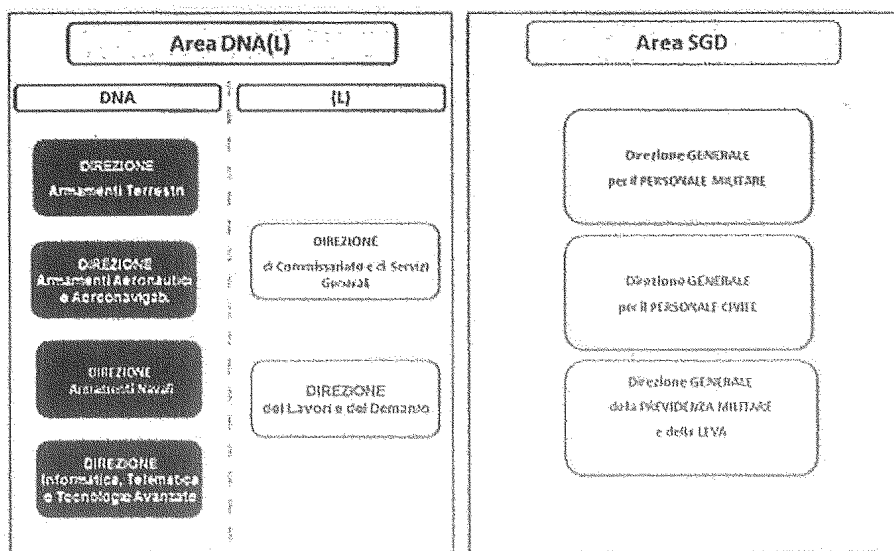 Area DNA(L)
DNA
DIREZIONE
Armamenti Terrestri
DIREZIONE
Armamenti Aeronautica
e Aeronavigab.
DIREZIONE
Armamenti Navali
DIREZIONE
Informatica, Telematica
e Tecnologie Avanzate
(L)
DIREZIONE
di Commissariato e di Servizi
Generali
DIREZIONE
dei Lavori e del Demanio
Area SGD
Direzione GENERALE
per il PERSONALE MILITARE
Direzione GENERALE
per il PERSONALE CIVILE
Direzione GENERALE
della PREVIDENZA MILITARE
e della LEVA